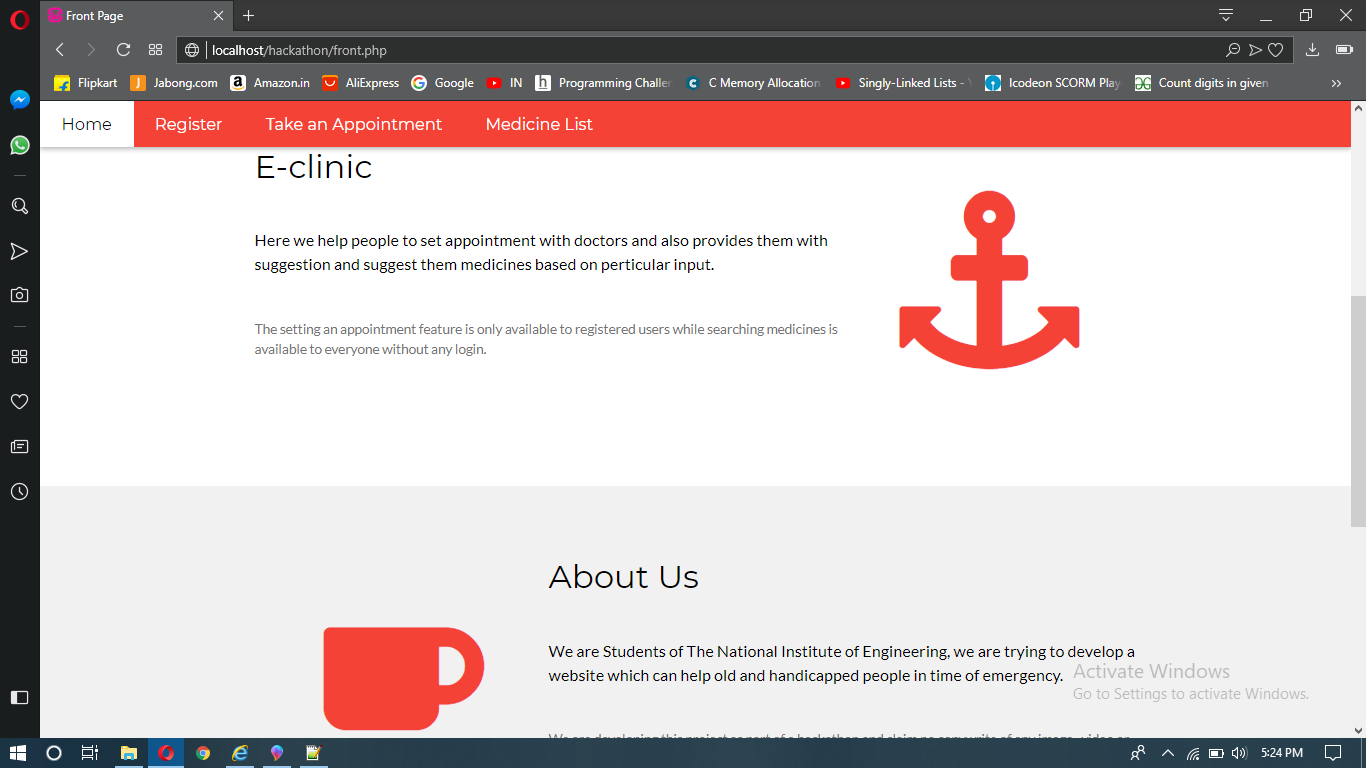 Front Page
localhost/hackathon/front.php
Flipkart
Jabong.com
Amazon.in
AliExpress
Google
IN
Programming Challer
C Memory Allocation
Singly-Linked Lists -
Icodeon SCORM Play
Count digits in given
Home
Register
Take an Appointment
Medicine List
E-clinic
Here we help people to set appointment with doctors and also provides them with
suggestion and suggest them medicines based on perticular input.
The setting an appointment feature is only available to registered users while searching medicines is
available to everyone without any login.
About Us
We are Students of The National Institute of Engineering, we are trying to develop a
website which can help old and handicapped people in time of emergency.
Activate Windows
Go to Settings to activate Windows.
5:24 PM